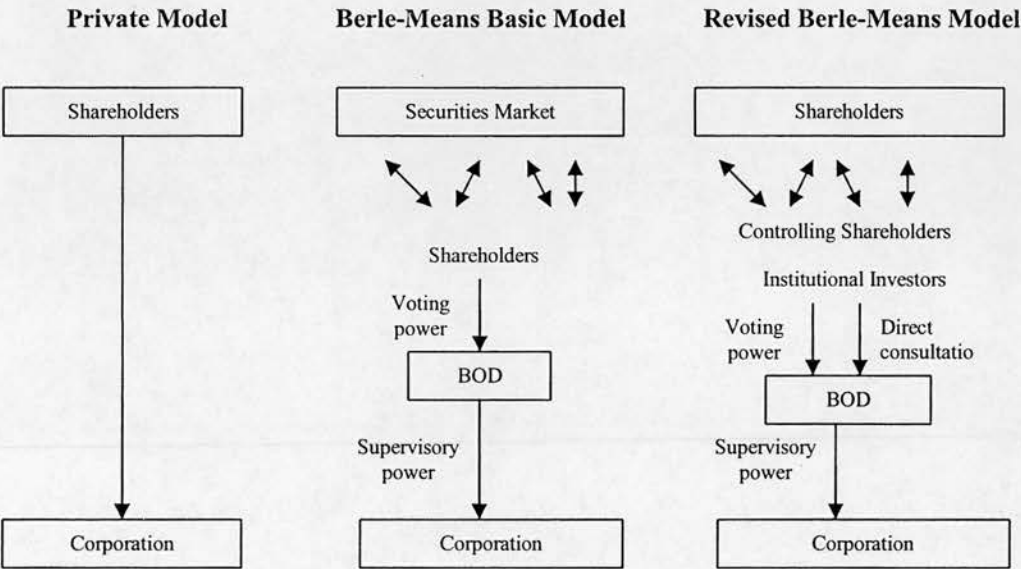 Private Model
Shareholders
Corporation
Berle-Means Basic Model
Securities Market
Shareholders
Voting
power
BOD
Supervisory
power
Corporation
Revised Berle-Means Model
Shareholders
Controlling Shareholders
Institutional Investors
Voting
power
Direct
consultatio
BOD
Supervisory
power
Corporation